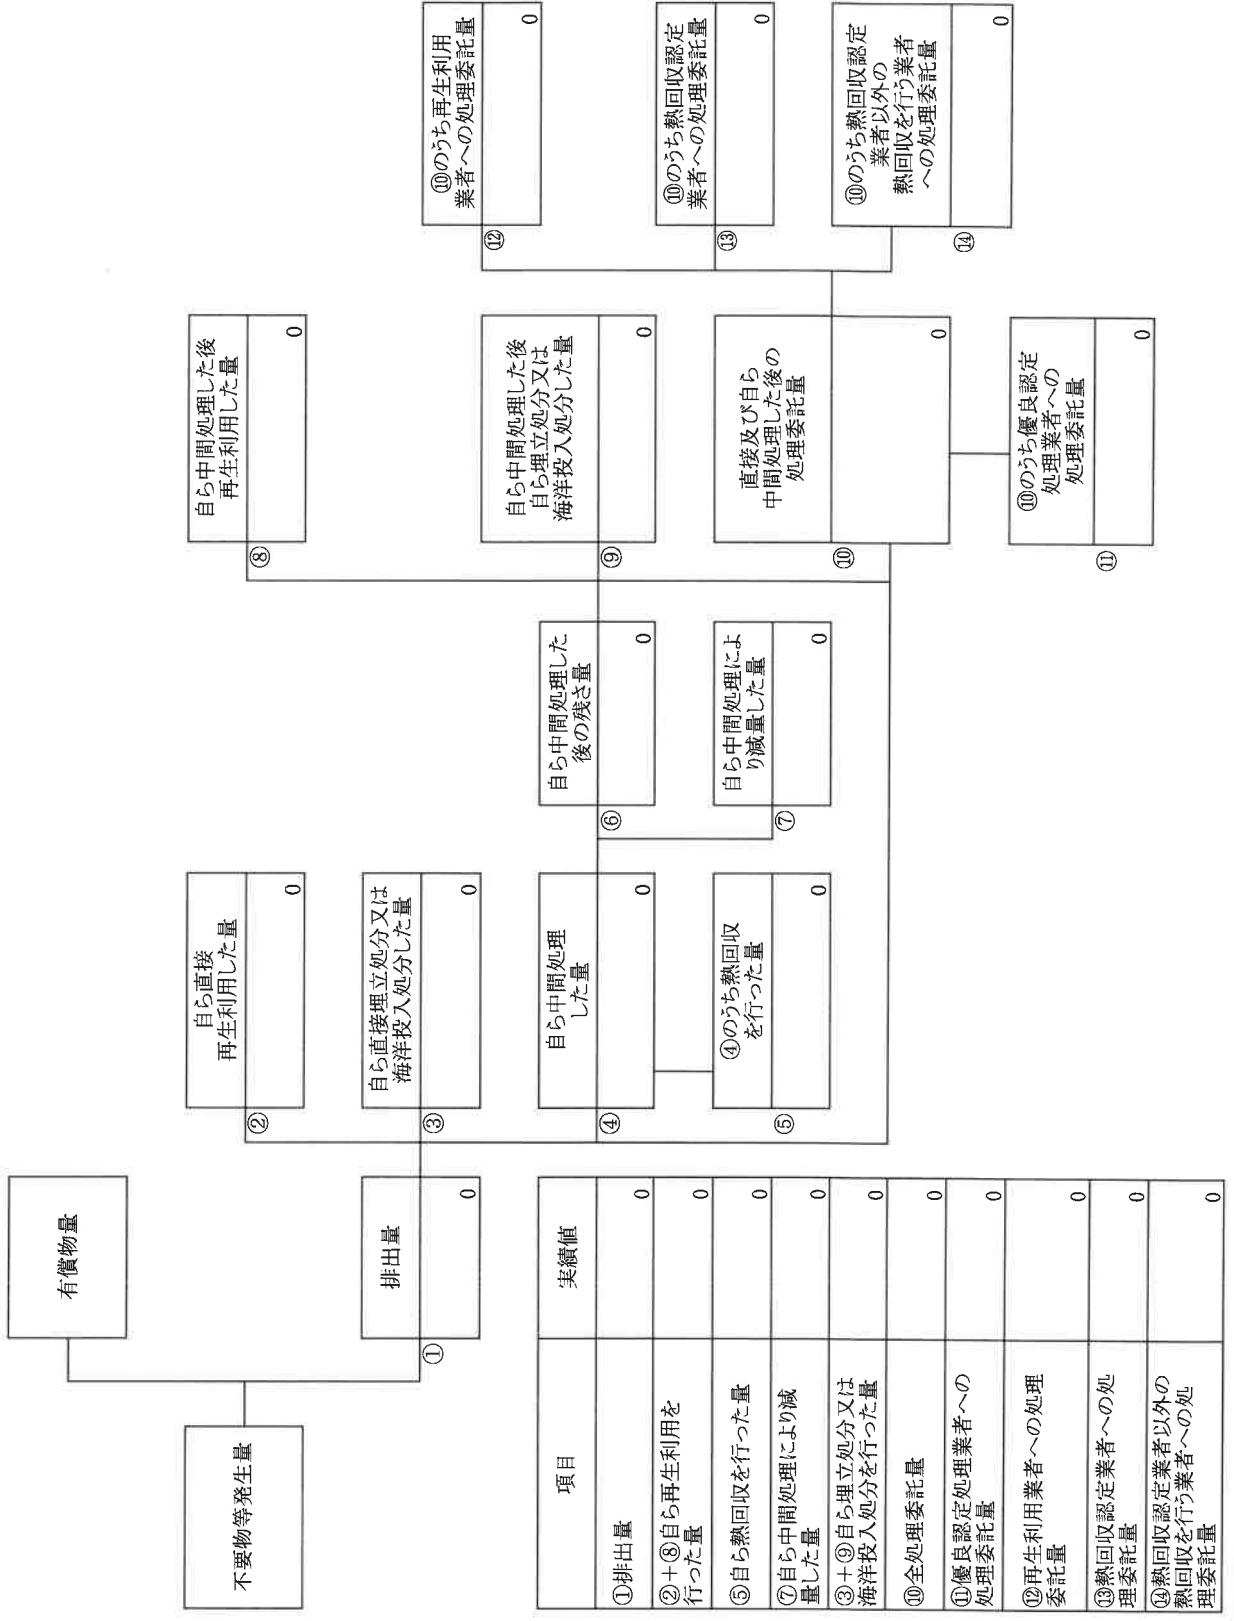 有償物量
不要物等発生量
①
排出量
0
②
自ら直接
再生利用した量
0
③
自ら直接埋立処分又は
海洋投入処分した量
0
④
自ら中間処理
した量
0
⑤
④のうち熱回収
を行った量
0
⑥
自ら中間処理した
後の残さ量
0
⑦
自ら中間処理によ
り減量した量
0
⑧
自ら中間処理した後
再生利用した量
0
⑨
自ら中間処理した後
自ら埋立処分又は
海洋投入処分した量
0
⑩
直接及び自ら
中間処理した後の
処理委託量
0
⑪
⑩のうち優良認定
処理業者への
処理委託量
0
⑫
⑩のうち再生利用
業者への処理委託量
0
⑬
⑩のうち熱回収認定
業者への処理委託量
0
⑭
⑩のうち熱回収認定
業者以外の
熱回収を行う業者
への処理委託量
0
項目 実績値
①排出量 0
②+⑧自ら再生利用を
行った量 0
⑤自ら熱回収を行った量 0
⑦自ら中間処理により減
量した量 0
③+⑨自ら埋立処分又は
海洋投入処分を行った量 0
⑩全処理委託量 0
⑪優良認定処理業者への
処理委託量 0
⑫再生利用業者への処理
委託量 0
⑬熱回収認定業者への処
理委託量 0
⑭熱回収認定業者以外の
熱回収を行う業者への処
理委託量 0